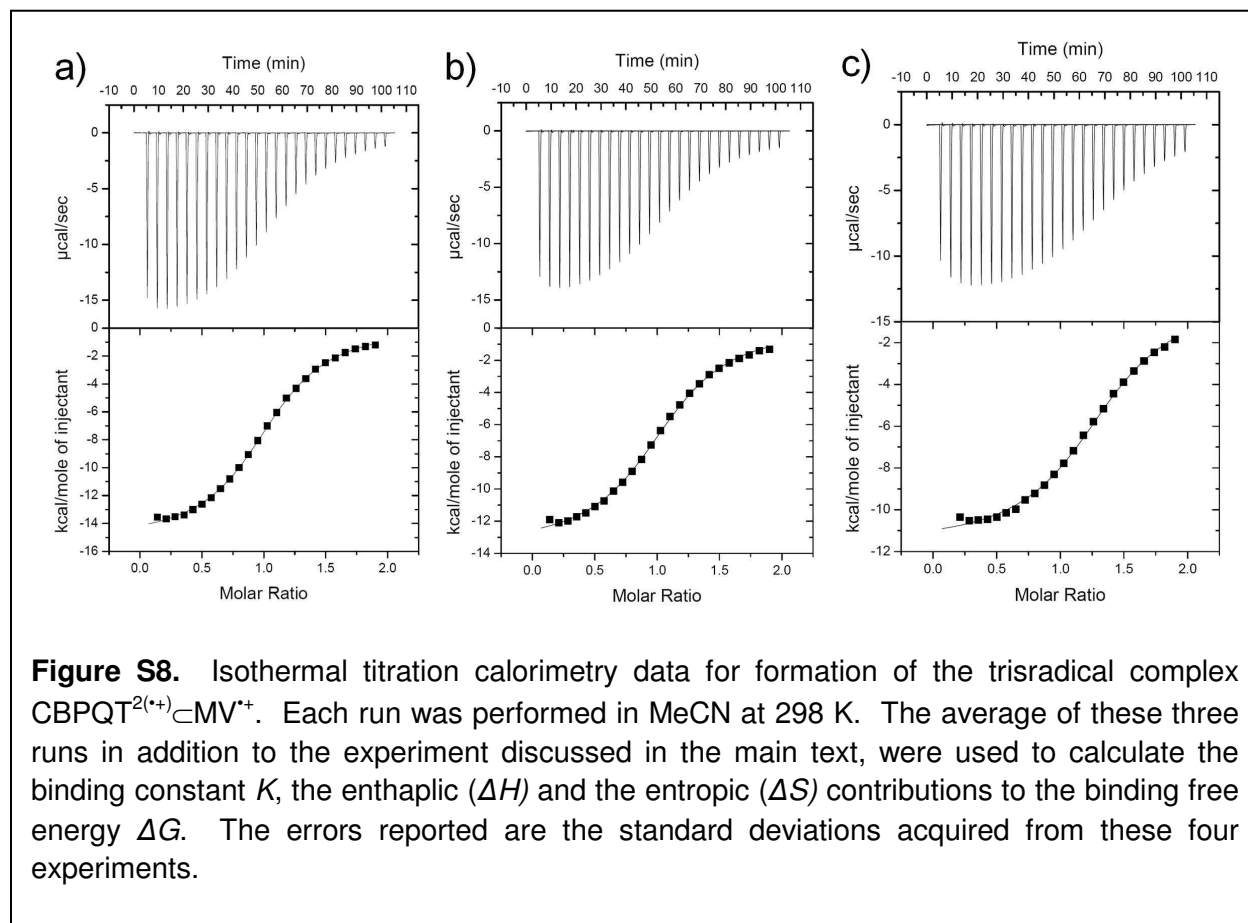 a)
Time (min)
-10 0 10 20 30 40 50 60 70 80 90 100 110
0
-5
-10
-15
µcal/sec
0
-2
-4
-6
-8
-10
-12
-14
-16
kcal/mole of injectant
0.0 0.5 1.0 1.5 2.0
Molar Ratio
b)
Time (min)
-10 0 10 20 30 40 50 60 70 80 90 100 110
0
-5
-10
-15
µcal/sec
0
-2
-4
-6
-8
-10
-12
-14
kcal/mole of injectant
0.0 0.5 1.0 1.5 2.0
Molar Ratio
c)
Time (min)
-10 0 10 20 30 40 50 60 70 80 90 100 110
0
-5
-10
-15
µcal/sec
-2
-4
-6
-8
-10
-12
kcal/mole of injectant
0.0 0.5 1.0 1.5 2.0
Molar Ratio
Figure S8. Isothermal titration calorimetry data for formation of the trisradical complex
CBPQT²⁽•⁺⁾⊂MV•⁺. Each run was performed in MeCN at 298 K. The average of these three
runs in addition to the experiment discussed in the main text, were used to calculate the
binding constant K, the enthaplic (ΔH) and the entropic (ΔS) contributions to the binding free
energy ΔG. The errors reported are the standard deviations acquired from these four
experiments.